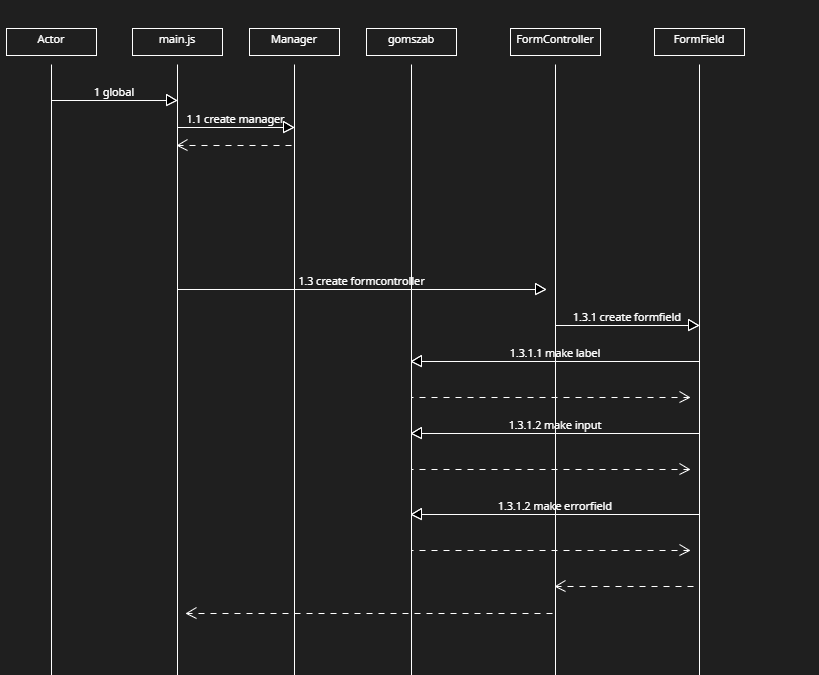 Actor
main.js
Manager
gomszab
FormController
FormField
1 global
1.1 create manager
1.3 create formcontroller
1.3.1 create formfield
1.3.1.1 make label
1.3.1.2 make input
1.3.1.2 make errorfield